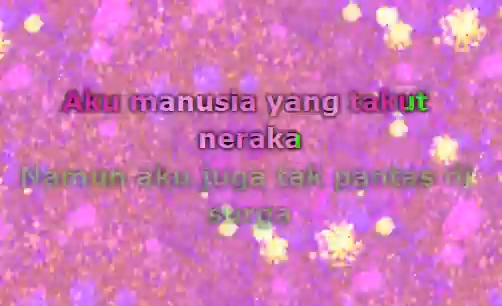 Aku manusia yang takut
neraka
Namun aku juga tak pantas di
surga